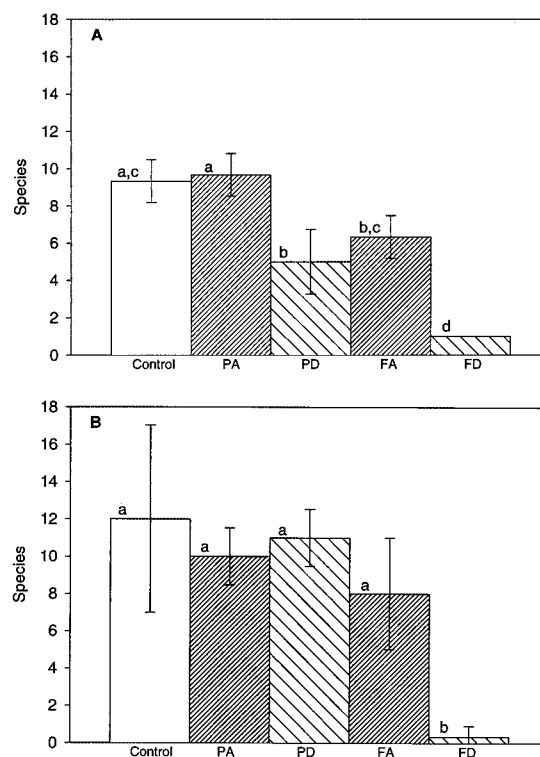 A
18
16
14
12
10
8
6
4
2
0
Species
a,c
a
b
b,c
d
Control PA PD FA FD
B
18
16
14
12
10
8
6
4
2
0
Species
a
a
a
a
b
Control PA PD FA FD